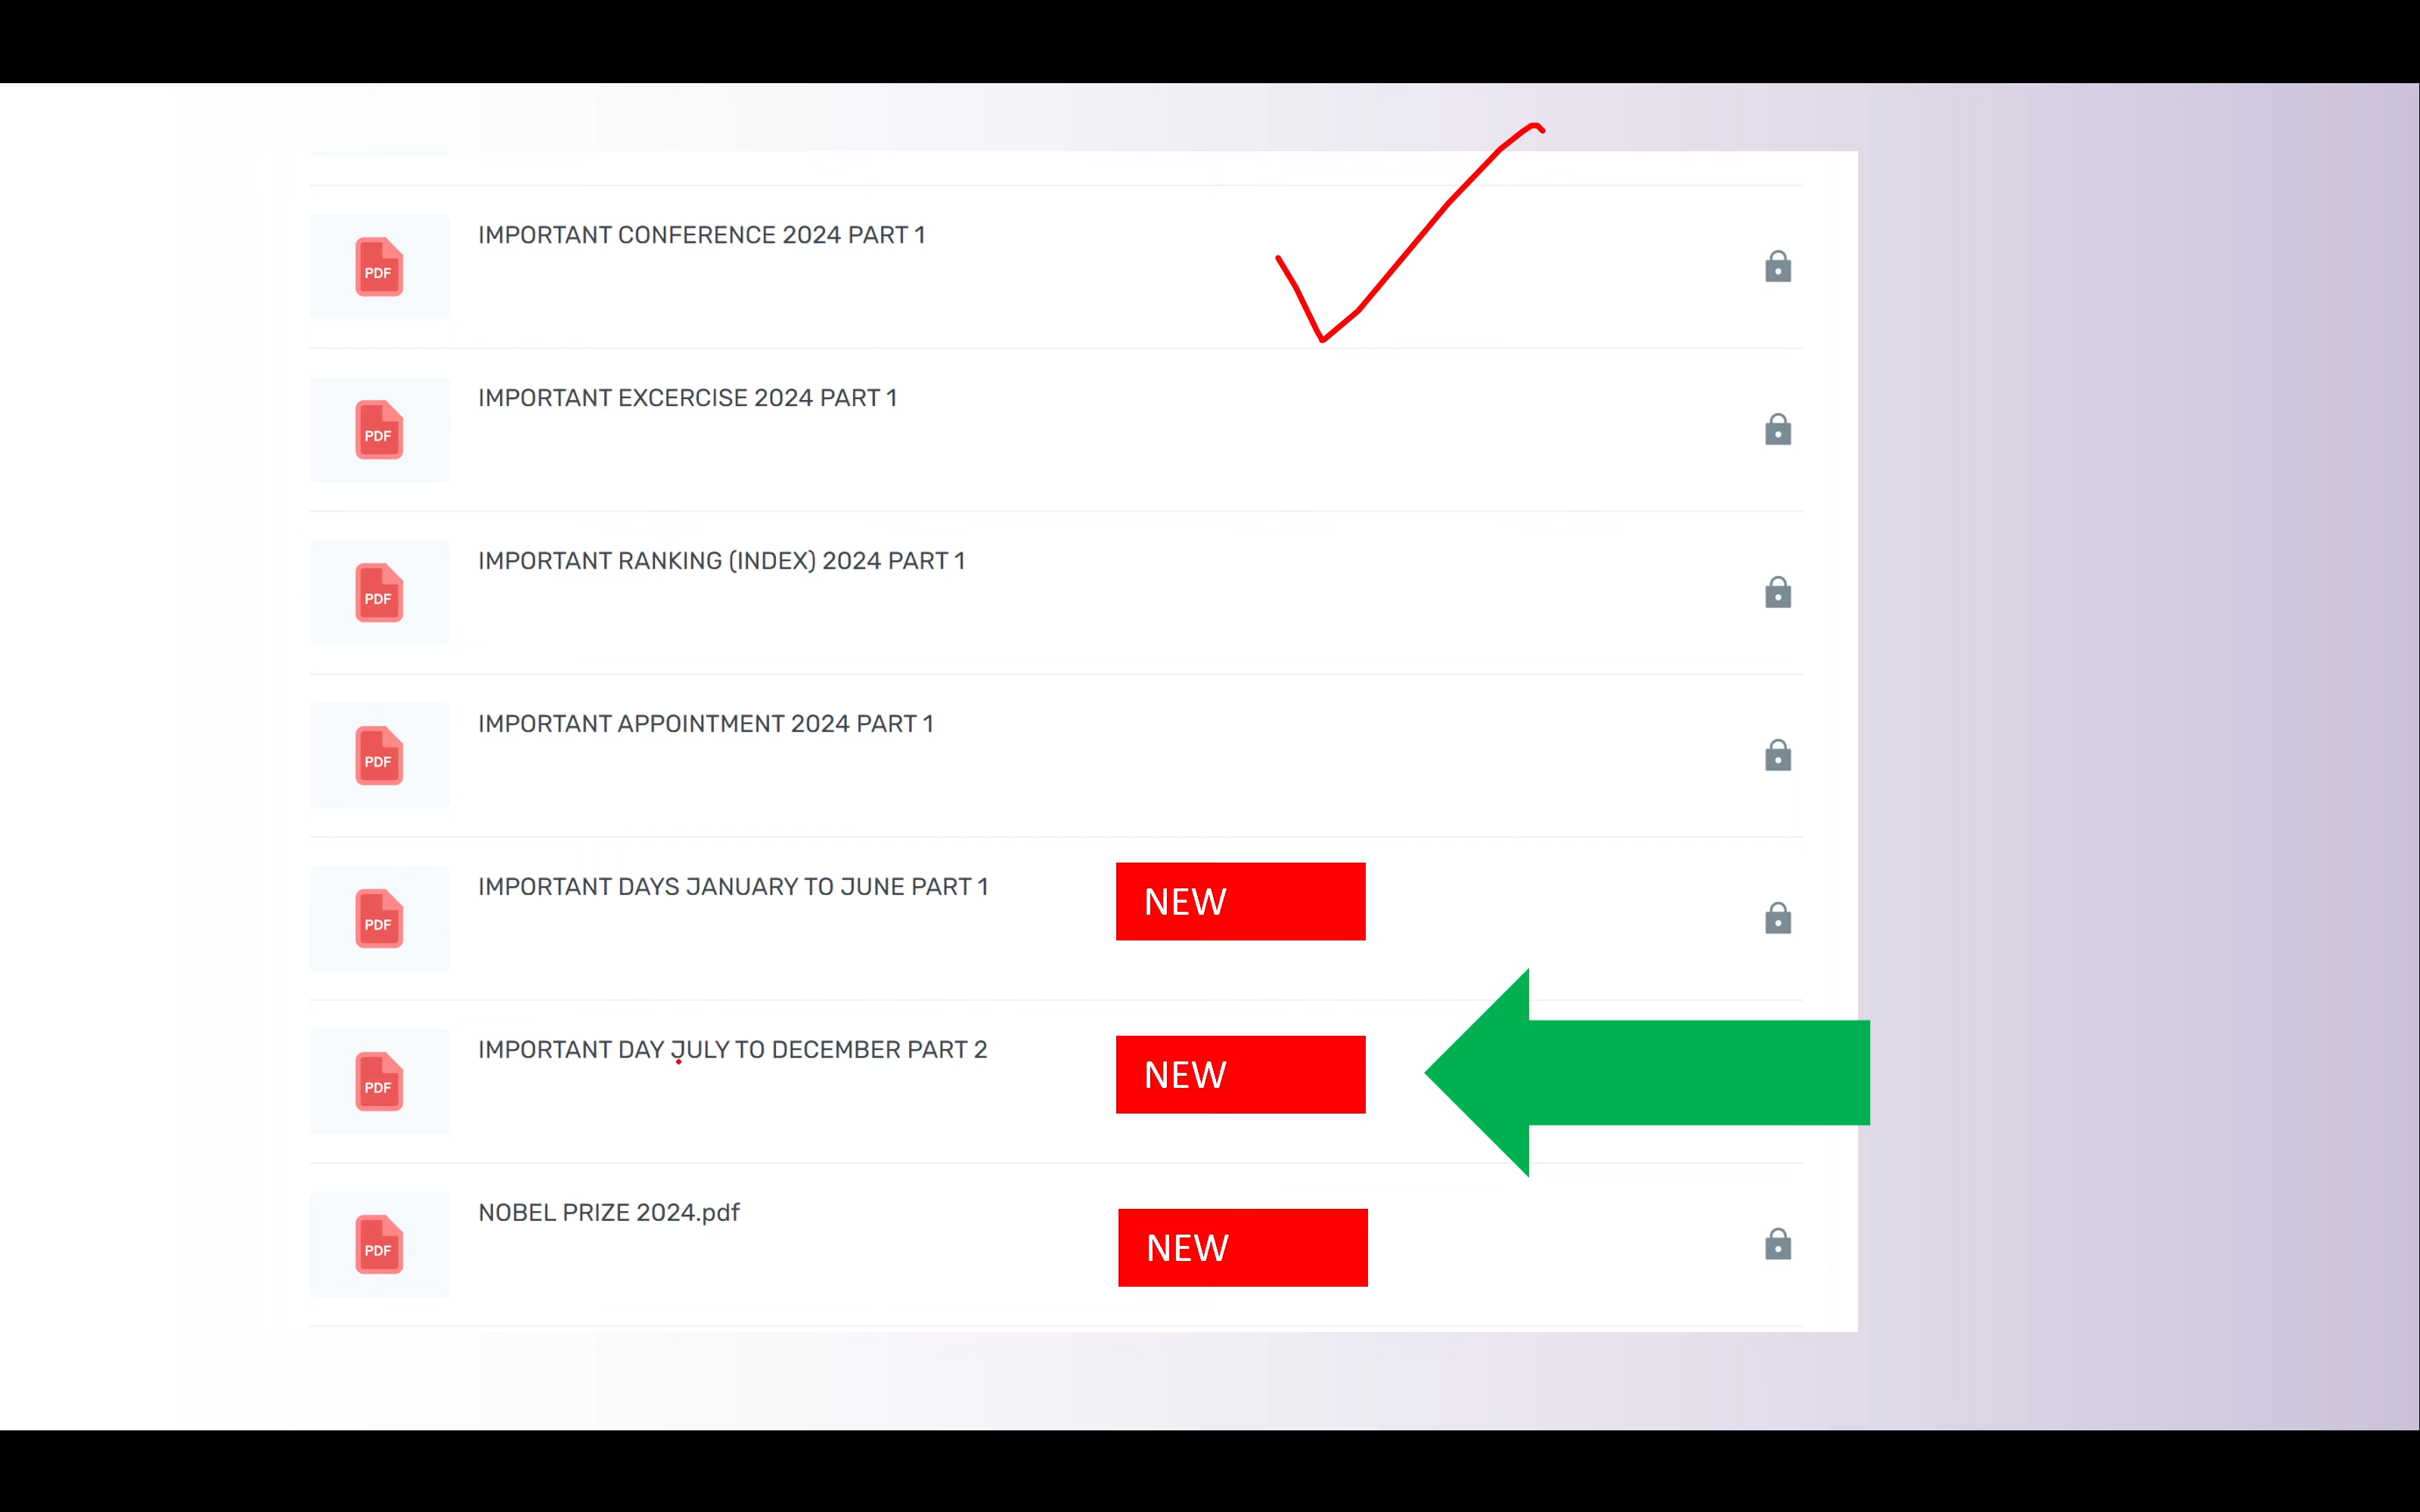 IMPORTANT CONFERENCE 2024 PART 1
PDF
IMPORTANT EXCERCISE 2024 PART 1
PDF
IMPORTANT RANKING (INDEX) 2024 PART 1
PDF
IMPORTANT APPOINTMENT 2024 PART 1
PDF
IMPORTANT DAYS JANUARY TO JUNE PART 1
NEW
PDF
IMPORTANT DAY JULY TO DECEMBER PART 2
NEW
PDF
NOBEL PRIZE 2024.pdf
NEW
PDF